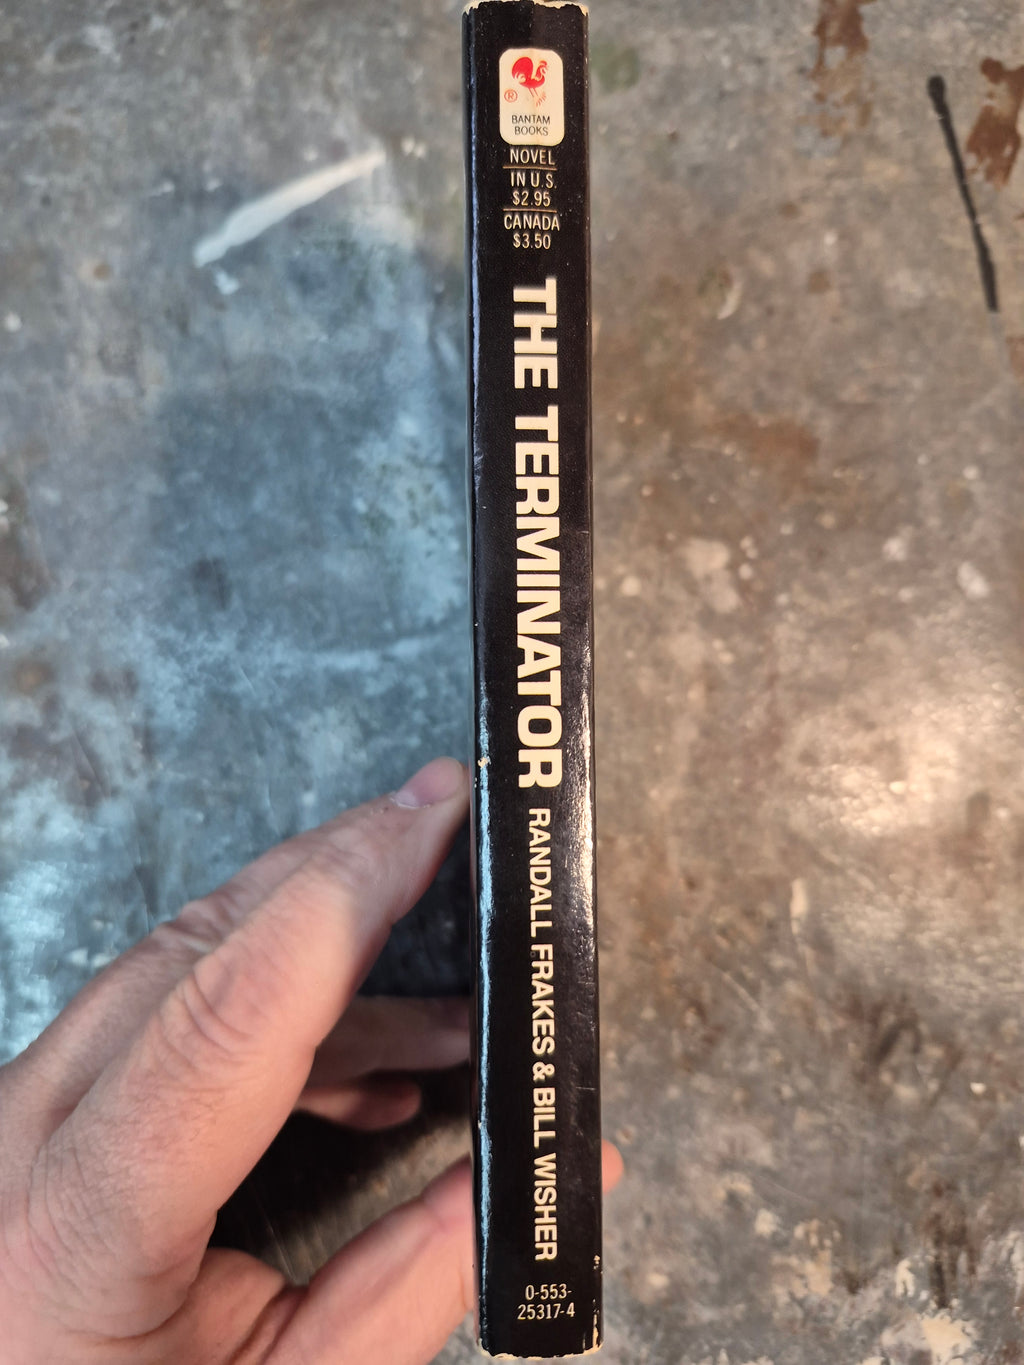 ®
BANTAM
BOOKS
NOVEL
IN U.S.
$2.95
CANADA
$3.50
THE TERMINATOR RANDALL FRAKES & BILL WISHER
0-553-
25317-4